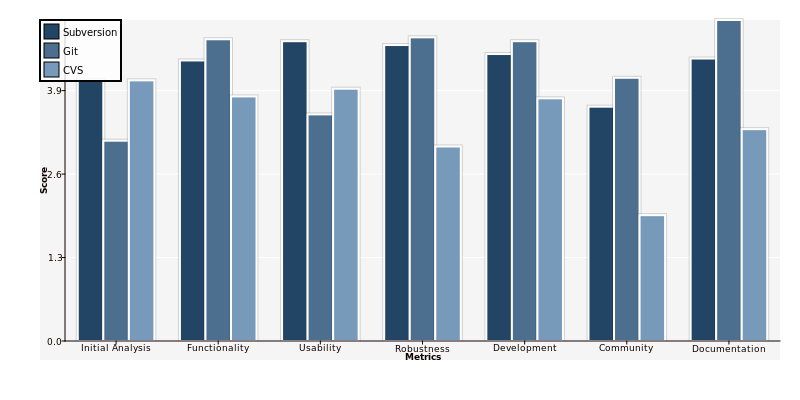 Subversion
Git
CVS
3.9
2.6
1.3
0.0
Score
Initial Analysis
Functionality
Usability
Robustness
Development
Community
Documentation
Metrics